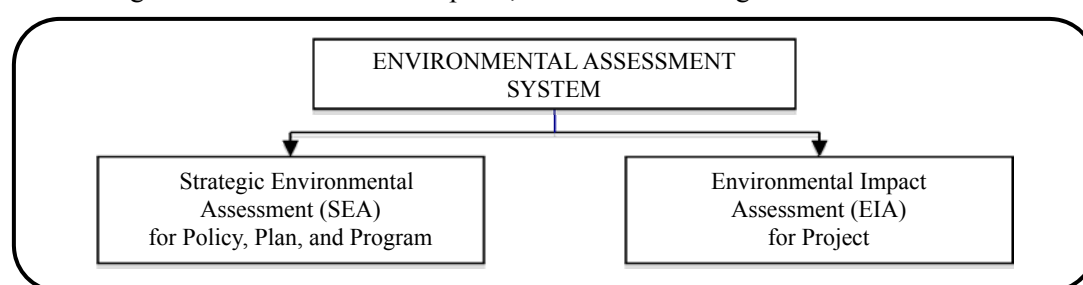 ENVIRONMENTAL ASSESSMENT
SYSTEM
Strategic Environmental
Assessment (SEA)
for Policy, Plan, and Program
Environmental Impact
Assessment (EIA)
for Project